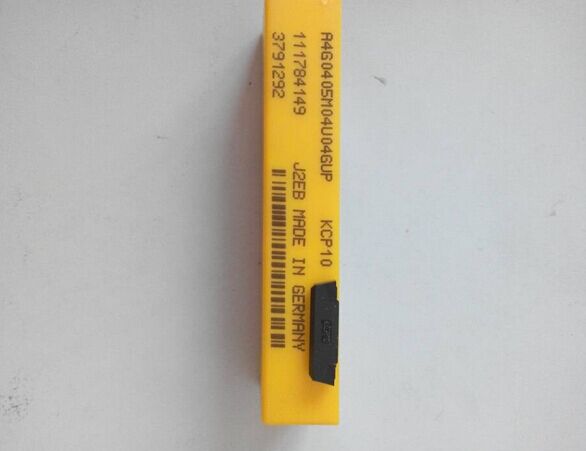 A4G0405M04U04GUP KCP10
111784149 J2EB MADE IN GERMANY
3791292